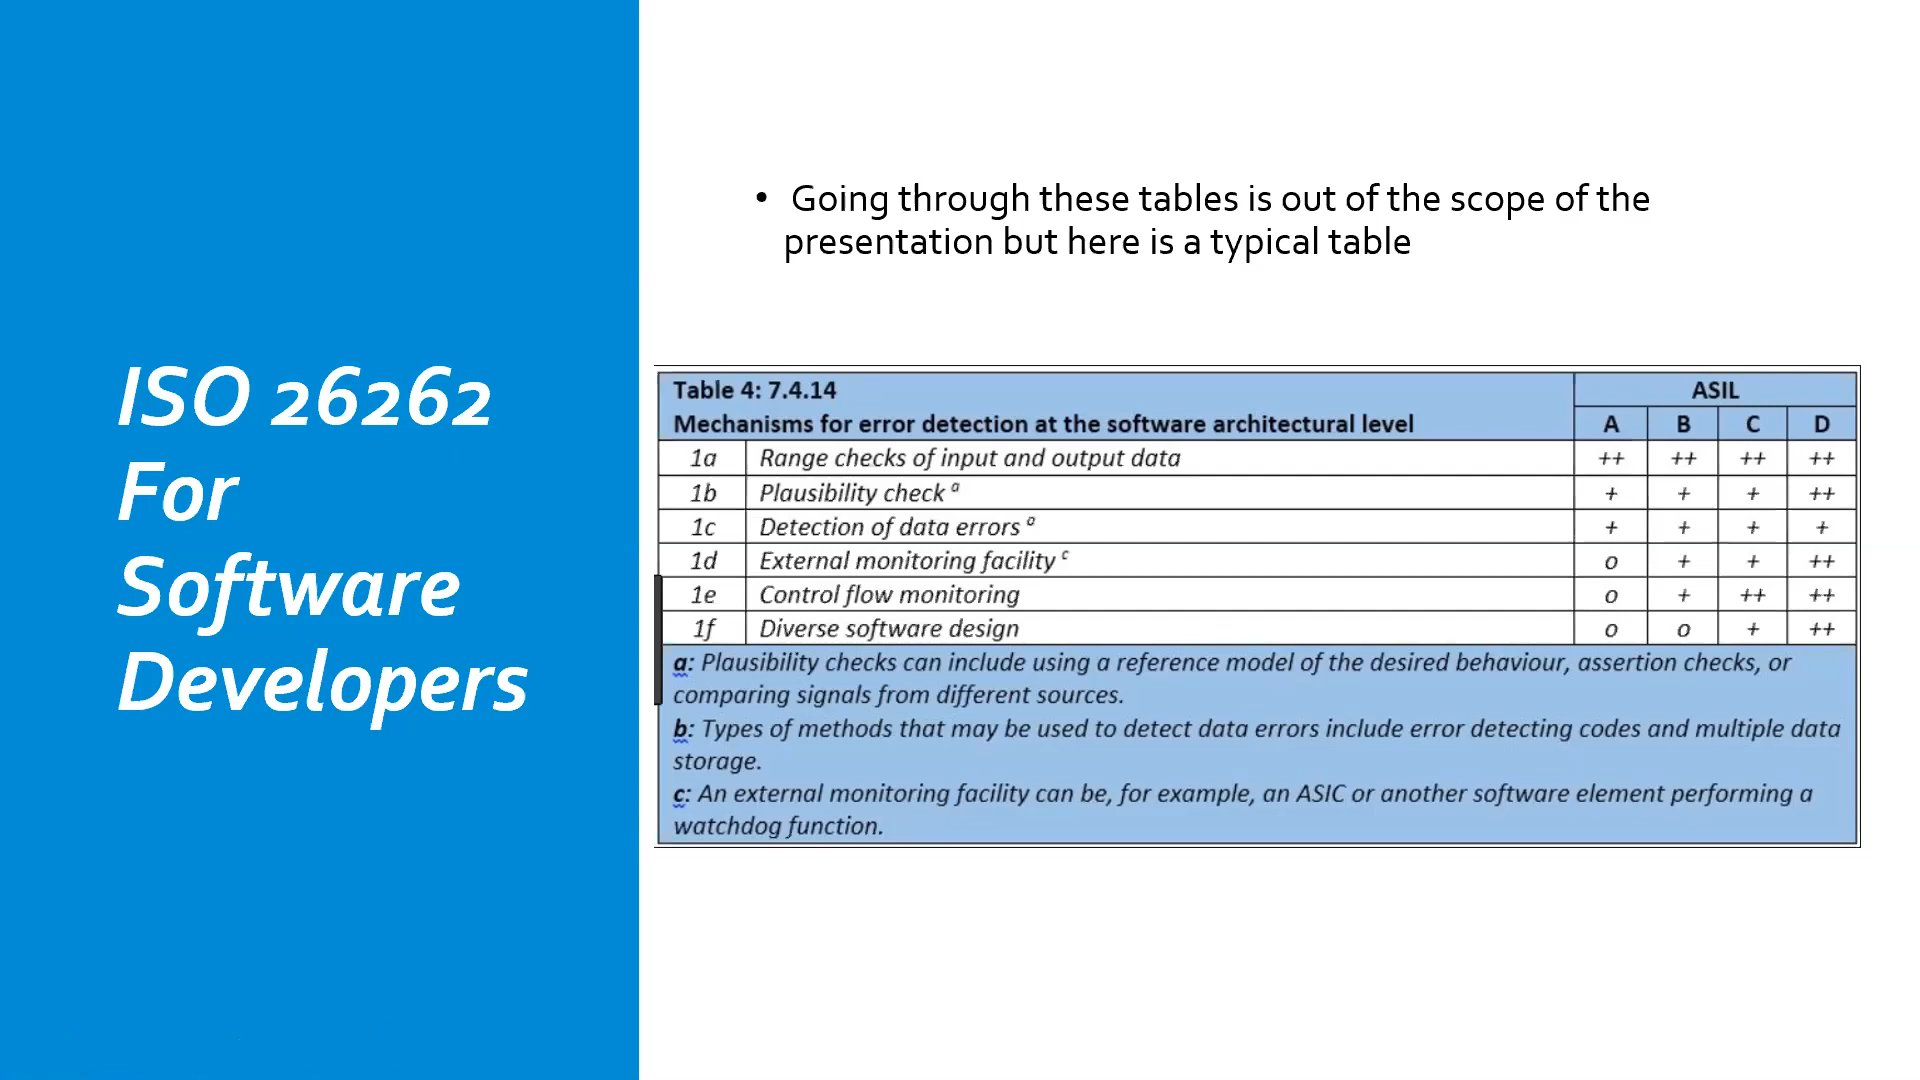 ISO 26262
For
Software
Developers
• Going through these tables is out of the scope of the
presentation but here is a typical table
Table 4: 7.4.14 ASIL
Mechanisms for error detection at the software architectural level A B C D
1a Range checks of input and output data ++ ++ ++ ++
1b Plausibility check a + + + ++
1c Detection of data errors o + + + +
1d External monitoring facility c o + + ++
1e Control flow monitoring o + ++ ++
1f Diverse software design o o + ++
a: Plausibility checks can include using a reference model of the desired behaviour, assertion checks, or
comparing signals from different sources.
b: Types of methods that may be used to detect data errors include error detecting codes and multiple data
storage.
c: An external monitoring facility can be, for example, an ASIC or another software element performing a
watchdog function.